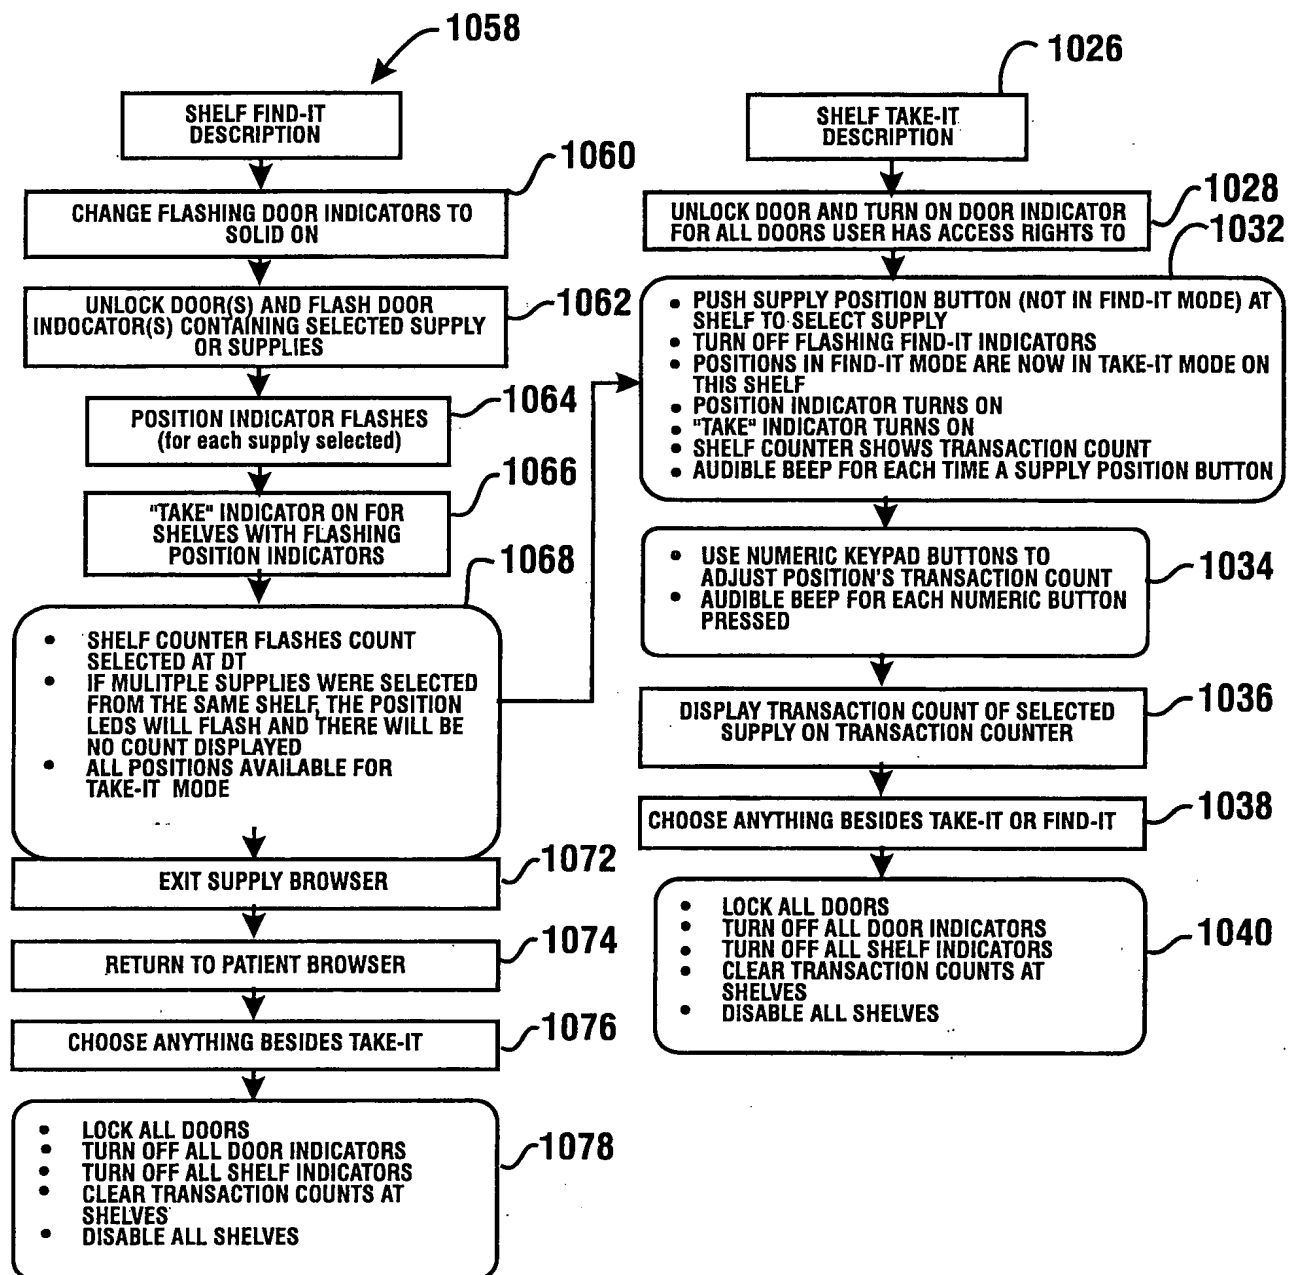 1058
SHELF FIND-IT
DESCRIPTION
1060
CHANGE FLASHING DOOR INDICATORS TO
SOLID ON
1062
UNLOCK DOOR(S) AND FLASH DOOR
INDOCATOR(S) CONTAINING SELECTED SUPPLY
OR SUPPLIES
1064
POSITION INDICATOR FLASHES
(for each supply selected)
1066
"TAKE" INDICATOR ON FOR
SHELVES WITH FLASHING
POSITION INDICATORS
1068
• SHELF COUNTER FLASHES COUNT
SELECTED AT DT
• IF MULITPLE SUPPLIES WERE SELECTED
FROM THE SAME SHELF, THE POSITION
LEDS WILL FLASH AND THERE WILL BE
NO COUNT DISPLAYED
• ALL POSITIONS AVAILABLE FOR
TAKE-IT MODE
1072
EXIT SUPPLY BROWSER
1074
RETURN TO PATIENT BROWSER
1076
CHOOSE ANYTHING BESIDES TAKE-IT
1078
• LOCK ALL DOORS
• TURN OFF ALL DOOR INDICATORS
• TURN OFF ALL SHELF INDICATORS
• CLEAR TRANSACTION COUNTS AT
SHELVES
• DISABLE ALL SHELVES
1026
SHELF TAKE-IT
DESCRIPTION
1028
UNLOCK DOOR AND TURN ON DOOR INDICATOR
FOR ALL DOORS USER HAS ACCESS RIGHTS TO
1032
• PUSH SUPPLY POSITION BUTTON (NOT IN FIND-IT MODE) AT
SHELF TO SELECT SUPPLY
• TURN OFF FLASHING FIND-IT INDICATORS
• POSITIONS IN FIND-IT MODE ARE NOW IN TAKE-IT MODE ON
THIS SHELF
• POSITION INDICATOR TURNS ON
• "TAKE" INDICATOR TURNS ON
• SHELF COUNTER SHOWS TRANSACTION COUNT
• AUDIBLE BEEP FOR EACH TIME A SUPPLY POSITION BUTTON
1034
• USE NUMERIC KEYPAD BUTTONS TO
ADJUST POSITION'S TRANSACTION COUNT
• AUDIBLE BEEP FOR EACH NUMERIC BUTTON
PRESSED
1036
DISPLAY TRANSACTION COUNT OF SELECTED
SUPPLY ON TRANSACTION COUNTER
1038
CHOOSE ANYTHING BESIDES TAKE-IT OR FIND-IT
1040
• LOCK ALL DOORS
• TURN OFF ALL DOOR INDICATORS
• TURN OFF ALL SHELF INDICATORS
• CLEAR TRANSACTION COUNTS AT
SHELVES
• DISABLE ALL SHELVES